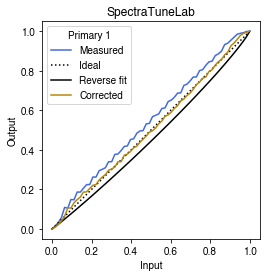 SpectraTuneLab
Primary 1
Measured
Ideal
Reverse fit
Corrected
Output
1.0
0.8
0.6
0.4
0.2
0.0
0.0 0.2 0.4 0.6 0.8 1.0
Input